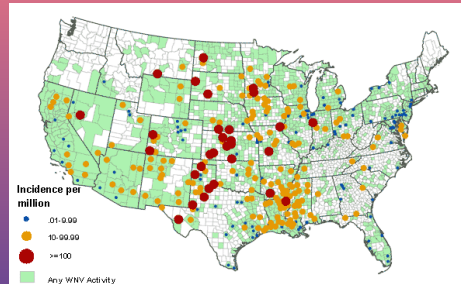 Incidence per
million
.01-9.99
10-99.99
>=100
Any WNV Activity